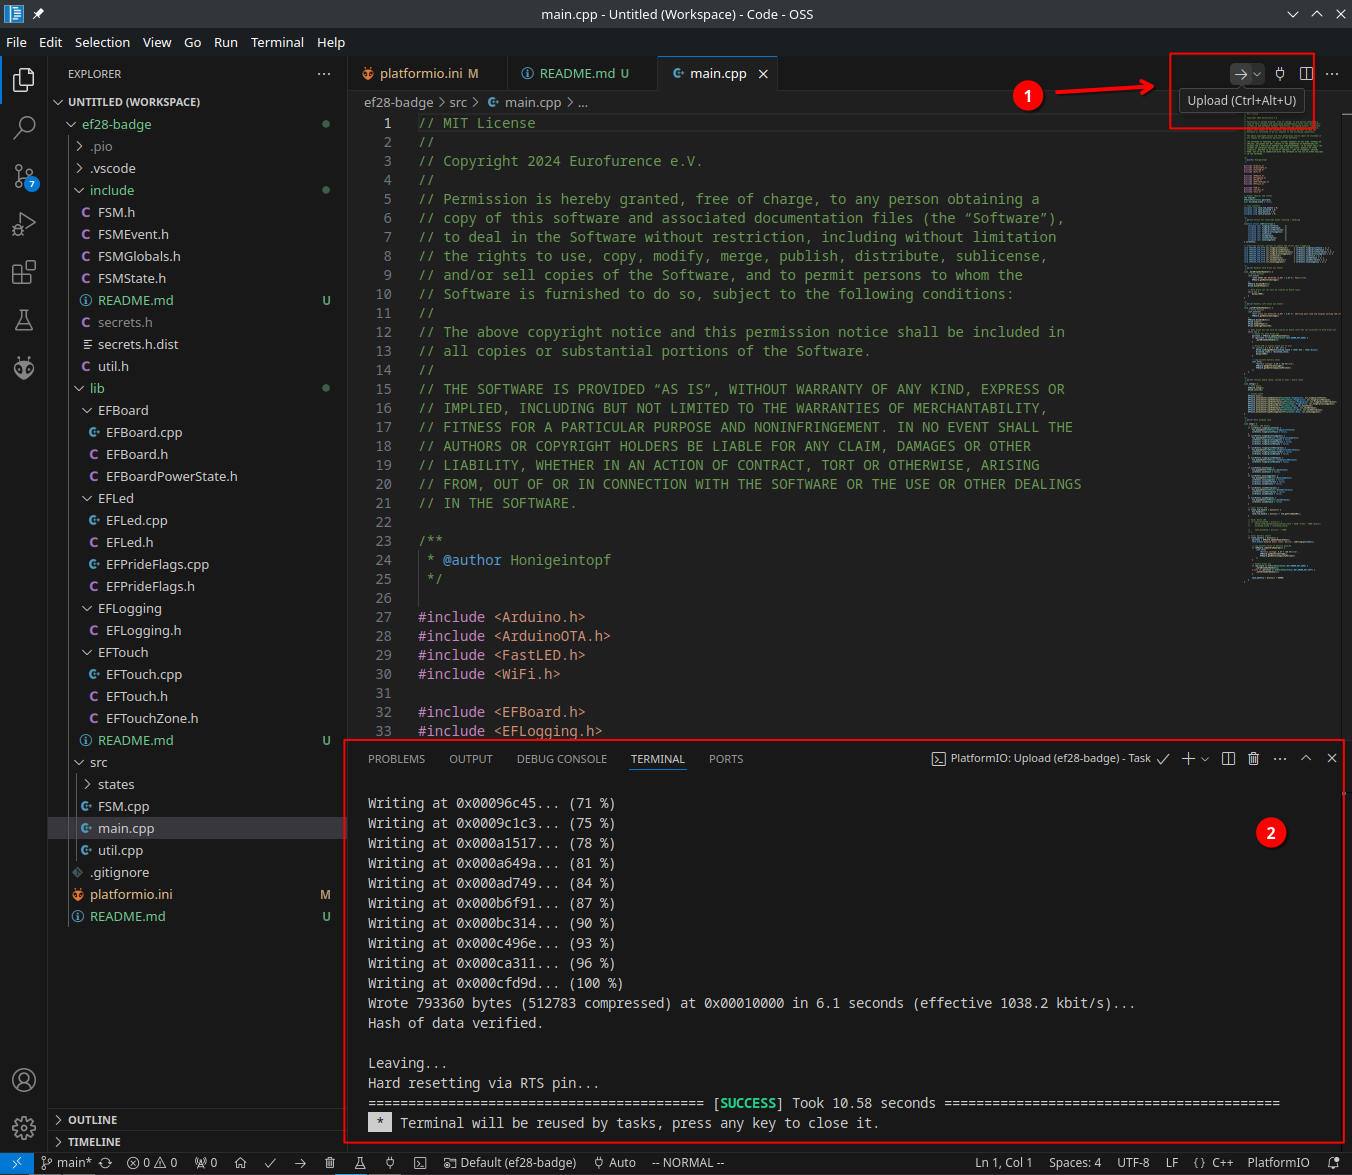 main.cpp - Untitled (Workspace) - Code - OSS
File Edit Selection View Go Run Terminal Help
EXPLORER
UNTITLED (WORKSPACE)
ef28-badge
.pio
.vscode
include
FSM.h
FSMEvent.h
FSMGlobals.h
FSMState.h
README.md U
secrets.h
secrets.h.dist
util.h
lib
EFBoard
EFBoard.cpp
EFBoard.h
EFBoardPowerState.h
EFLed
EFLed.cpp
EFLed.h
EFPrideFlags.cpp
EFPrideFlags.h
EFLogging
EFLogging.h
EFTouch
EFTouch.cpp
EFTouch.h
EFTouchZone.h
README.md U
src
states
FSM.cpp
main.cpp
util.cpp
.gitignore
platformio.ini M
README.md U
OUTLINE
TIMELINE
7
platformio.ini M README.md U main.cpp
1
Upload (Ctrl+Alt+U)
ef28-badge > src > main.cpp > ...
1 // MIT License
2 //
3 // Copyright 2024 Eurofurence e.V.
4 //
5 // Permission is hereby granted, free of charge, to any person obtaining a
6 // copy of this software and associated documentation files (the “Software”),
7 // to deal in the Software without restriction, including without limitation
8 // the rights to use, copy, modify, merge, publish, distribute, sublicense,
9 // and/or sell copies of the Software, and to permit persons to whom the
10 // Software is furnished to do so, subject to the following conditions:
11 //
12 // The above copyright notice and this permission notice shall be included in
13 // all copies or substantial portions of the Software.
14 //
15 // THE SOFTWARE IS PROVIDED “AS IS”, WITHOUT WARRANTY OF ANY KIND, EXPRESS OR
16 // IMPLIED, INCLUDING BUT NOT LIMITED TO THE WARRANTIES OF MERCHANTABILITY,
17 // FITNESS FOR A PARTICULAR PURPOSE AND NONINFRINGEMENT. IN NO EVENT SHALL THE
18 // AUTHORS OR COPYRIGHT HOLDERS BE LIABLE FOR ANY CLAIM, DAMAGES OR OTHER
19 // LIABILITY, WHETHER IN AN ACTION OF CONTRACT, TORT OR OTHERWISE, ARISING
20 // FROM, OUT OF OR IN CONNECTION WITH THE SOFTWARE OR THE USE OR OTHER DEALINGS
21 // IN THE SOFTWARE.
22
23 /**
24 * @author Honigeintopf
25 */
26
27 #include <Arduino.h>
28 #include <ArduinoOTA.h>
29 #include <FastLED.h>
30 #include <WiFi.h>
31
32 #include <EFBoard.h>
33 #include <EFLogging.h>
PROBLEMS OUTPUT DEBUG CONSOLE TERMINAL PORTS PlatformIO: Upload (ef28-badge) - Task
2
Writing at 0x00096c45... (71 %)
Writing at 0x0009c1c3... (75 %)
Writing at 0x000a1517... (78 %)
Writing at 0x000a649a... (81 %)
Writing at 0x000ad749... (84 %)
Writing at 0x000b6f91... (87 %)
Writing at 0x000bc314... (90 %)
Writing at 0x000c496e... (93 %)
Writing at 0x000ca311... (96 %)
Writing at 0x000cfd9d... (100 %)
Wrote 793360 bytes (512783 compressed) at 0x00010000 in 6.1 seconds (effective 1038.2 kbit/s)...
Hash of data verified.
Leaving...
Hard resetting via RTS pin...
========================================== [SUCCESS] Took 10.58 seconds ==========================================
* Terminal will be reused by tasks, press any key to close it.
main* 0 0 0 Default (ef28-badge) Auto -- NORMAL -- Ln 1, Col 1 Spaces: 4 UTF-8 LF { } C++ PlatformIO